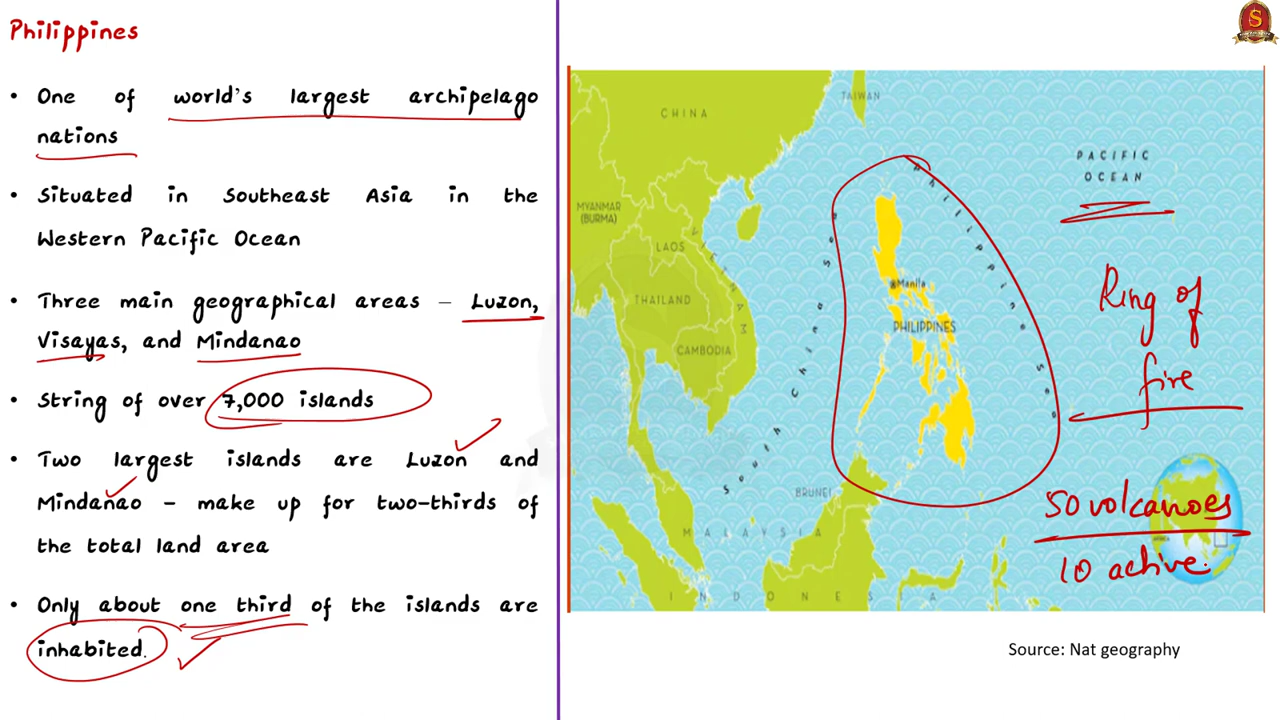 Philippines
• One of world's largest archipelago
nations
• Situated in Southeast Asia in the
Western Pacific Ocean
• Three main geographical areas – Luzon,
Visayas, and Mindanao
• String of over 7,000 islands
• Two largest islands are Luzon and
Mindanao – make up for two-thirds of
the total land area
• Only about one third of the islands are
inhabited.
S
TAIWAN
CHINA
PACIFIC
OCEAN
MYANMAR
(BURMA)
LAOS
VIETNAM
THAILAND
CAMBODIA
South China Sea
Philippine Sea
Manila
PHILIPPINES
BRUNEI
MALAYSIA
INDONESIA
Ring of
fire
50 volcanoes
10 active.
Source: Nat geography